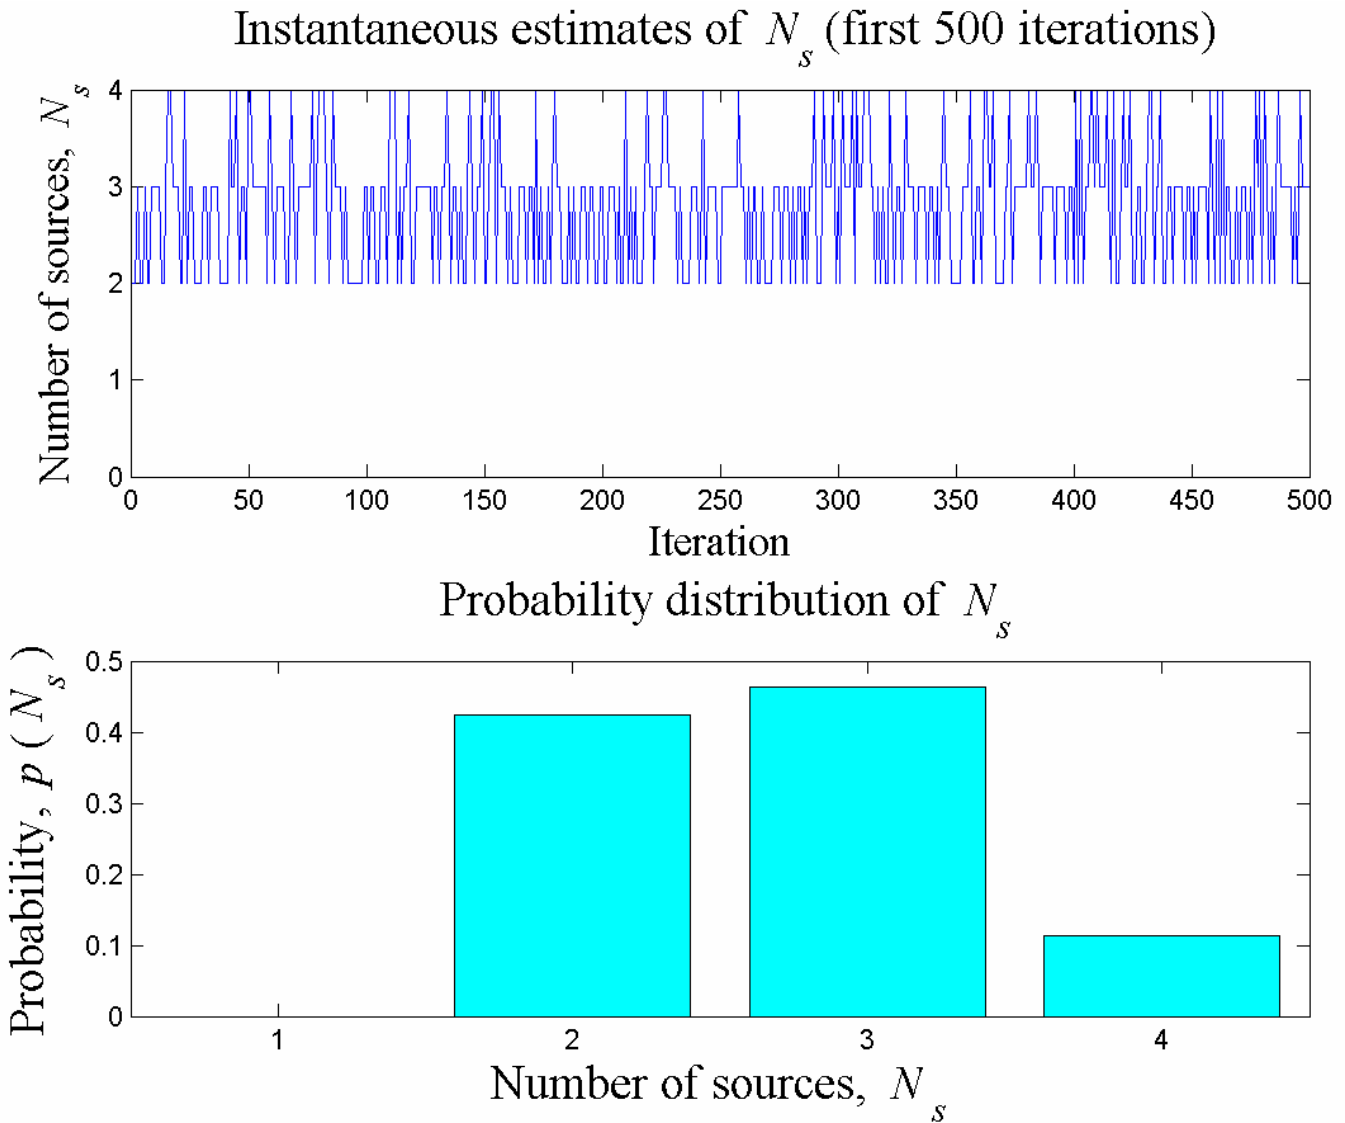 Instantaneous estimates of N_s (first 500 iterations)
Number of sources, N_s
4
3
2
1
0
0 50 100 150 200 250 300 350 400 450 500
Iteration
Probability distribution of N_s
Probability, p ( N_s )
0.5
0.4
0.3
0.2
0.1
0
1 2 3 4
Number of sources, N_s